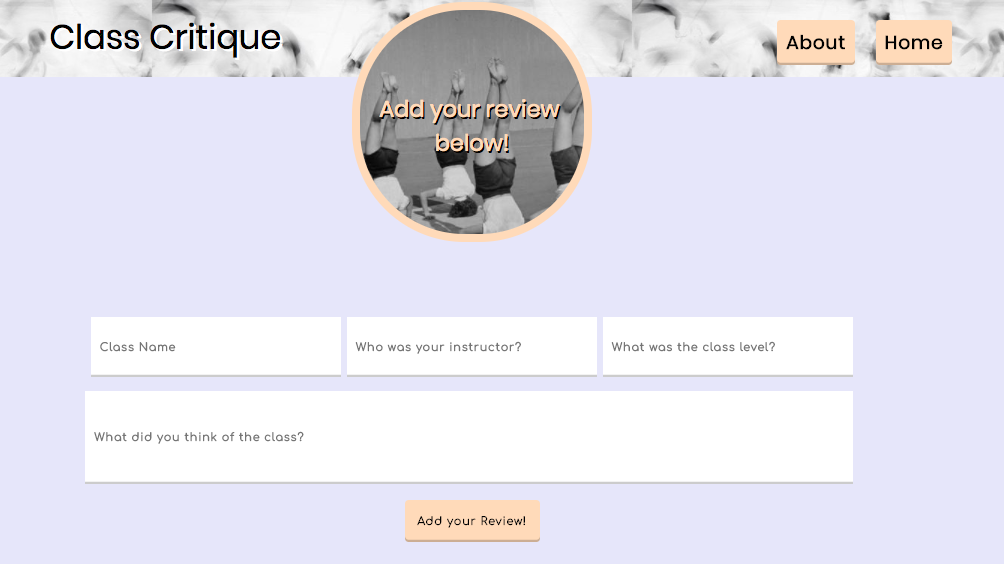 Class Critique
About
Home
Add your review
below!
Class Name
Who was your instructor?
What was the class level?
What did you think of the class?
Add your Review!